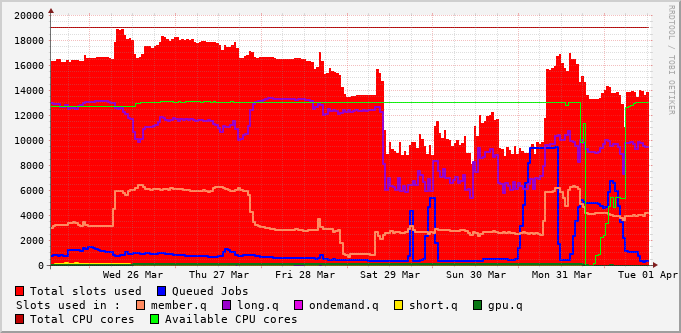 20000
18000
16000
14000
12000
10000
8000
6000
4000
2000
0
Wed 26 Mar Thu 27 Mar Fri 28 Mar Sat 29 Mar Sun 30 Mar Mon 31 Mar Tue 01 Apr
RRDTOOL / TOBI OETIKER
Total slots used Queued Jobs
Slots used in : member.q long.q ondemand.q short.q gpu.q
Total CPU cores Available CPU cores